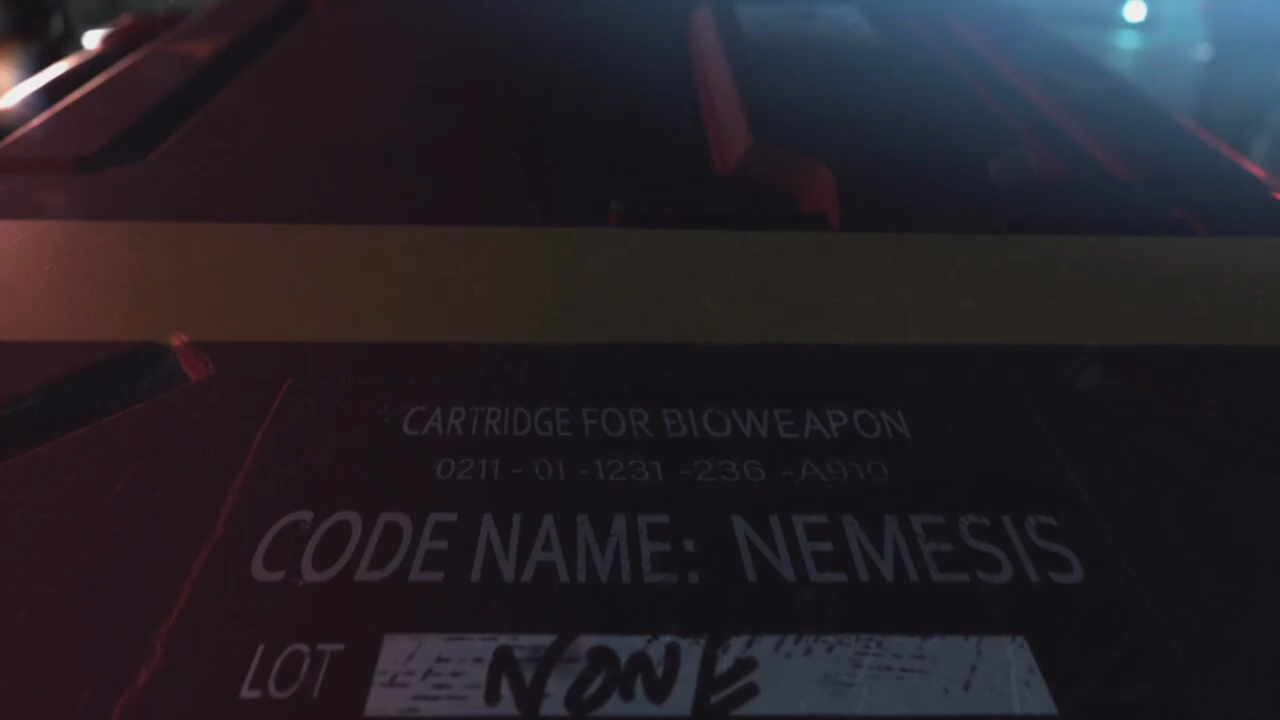 CARTRIDGE FOR BIOWEAPON
0211 - 01 -1231 -236 -A910
CODE NAME: NEMESIS
LOT NONE